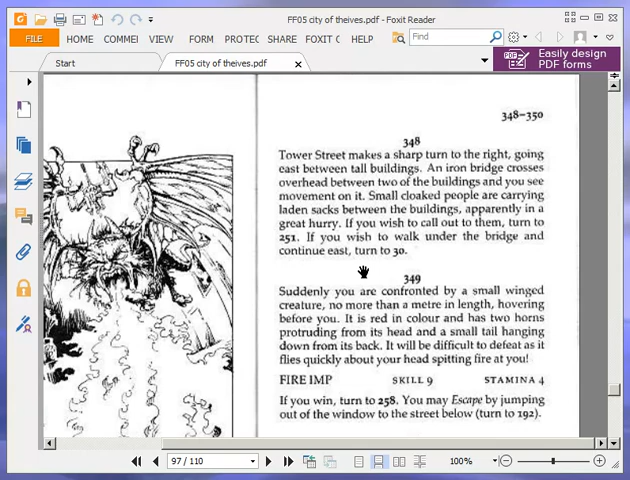 FF05 city of theives.pdf - Foxit Reader
FILE HOME COMMEI VIEW FORM PROTEC SHARE FOXIT C HELP Find
Start FF05 city of theives.pdf
Easily design
PDF forms
348–350
348
Tower Street makes a sharp turn to the right, going
east between tall buildings. An iron bridge crosses
overhead between two of the buildings and you see
movement on it. Small cloaked people are carrying
laden sacks between the buildings, apparently in a
great hurry. If you wish to call out to them, turn to
251. If you wish to walk under the bridge and
continue east, turn to 30.
349
Suddenly you are confronted by a small winged
creature, no more than a metre in length, hovering
before you. It is red in colour and has two horns
protruding from its head and a small tail hanging
down from its back. It will be difficult to defeat as it
flies quickly about your head spitting fire at you!
FIRE IMP SKILL 9 STAMINA 4
If you win, turn to 258. You may Escape by jumping
out of the window to the street below (turn to 192).
97 / 110 100%